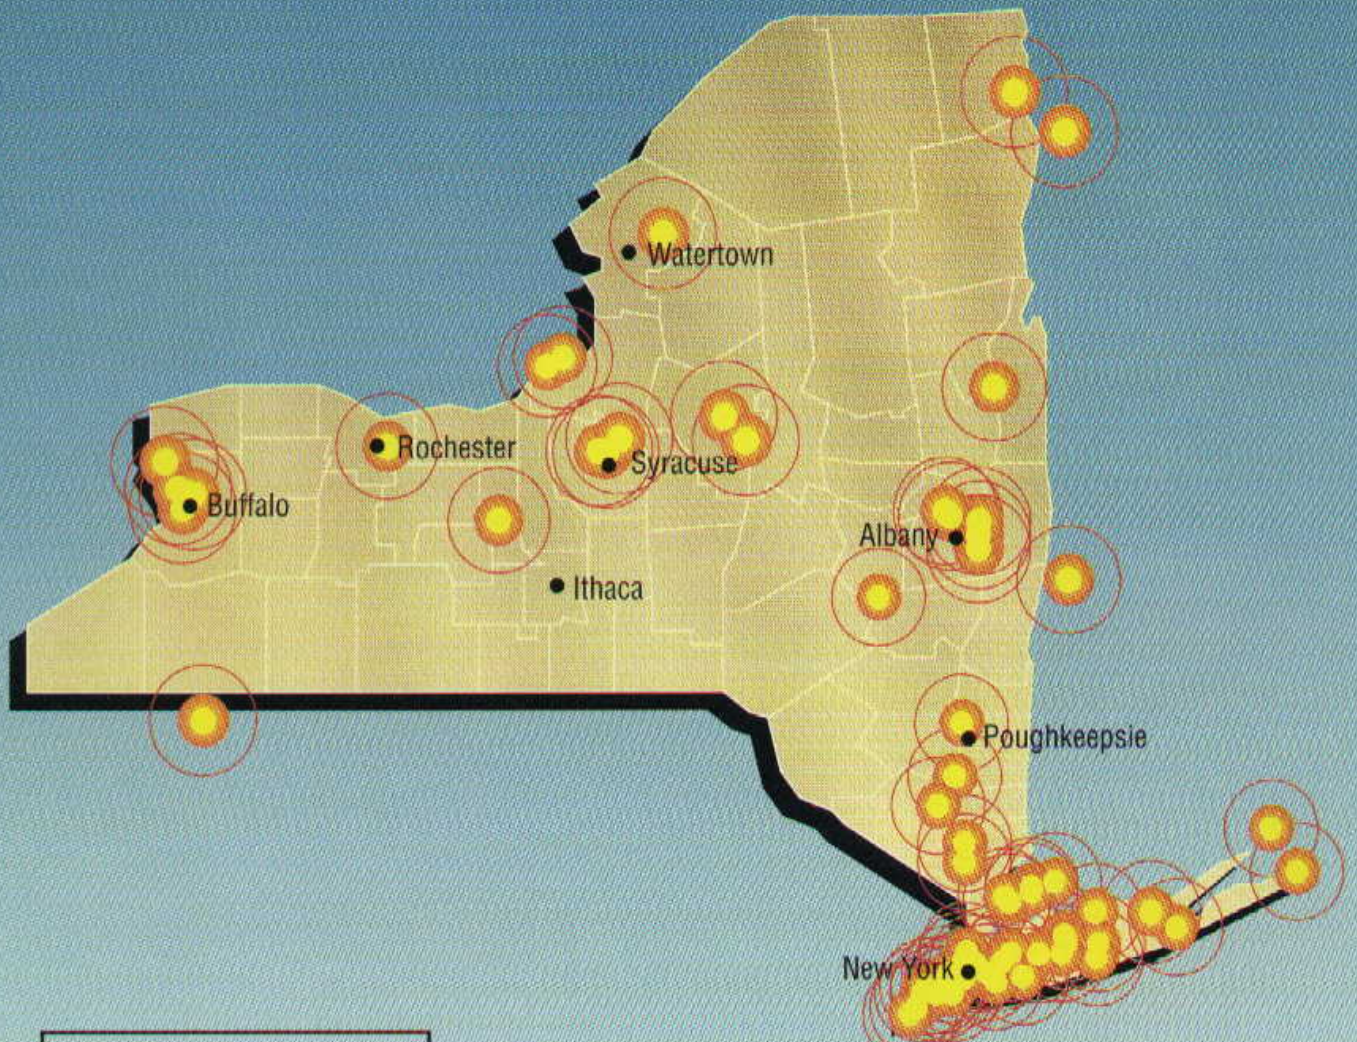 Watertown
Rochester
Syracuse
Buffalo
Albany
Ithaca
Poughkeepsie
New York